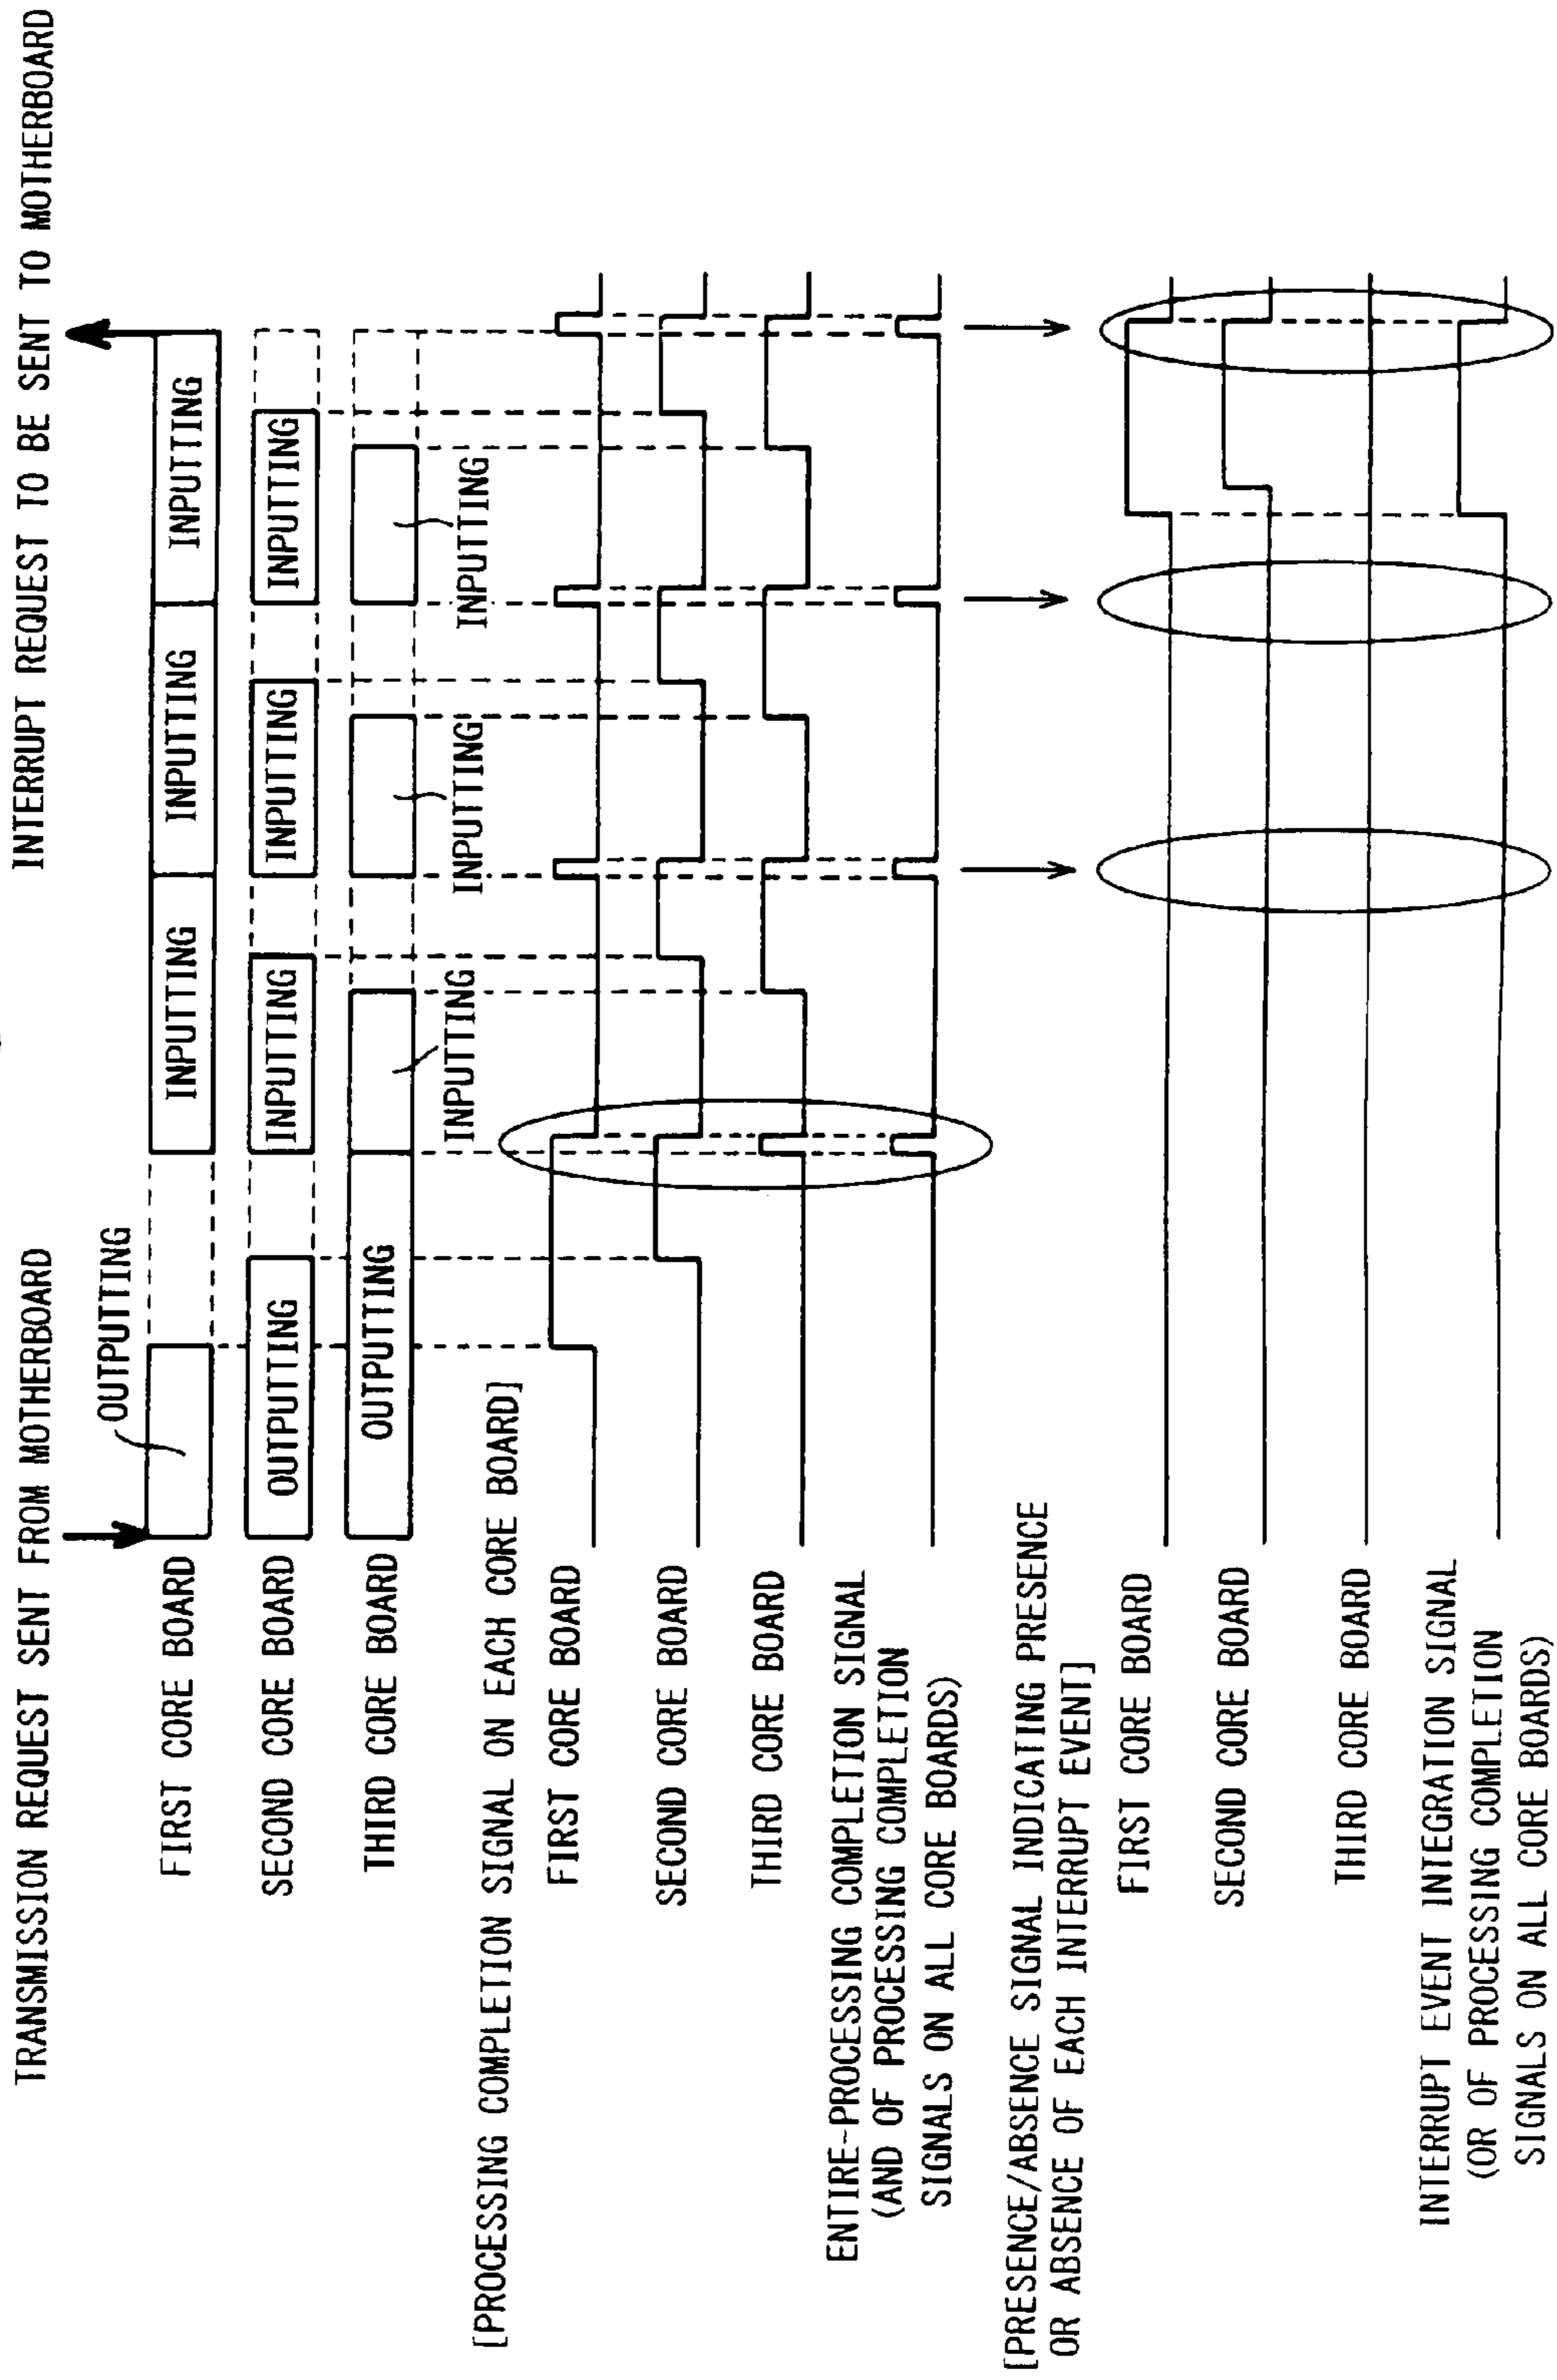 TRANSMISSION REQUEST SENT FROM MOTHERBOARD
INTERRUPT REQUEST TO BE SENT TO MOTHERBOARD
OUTPUTTING
FIRST CORE BOARD
INPUTTING
INPUTTING
INPUTTING
SECOND CORE BOARD
OUTPUTTING
INPUTTING
INPUTTING
INPUTTING
THIRD CORE BOARD
OUTPUTTING
INPUTTING
INPUTTING
INPUTTING
[PROCESSING COMPLETION SIGNAL ON EACH CORE BOARD]
FIRST CORE BOARD
SECOND CORE BOARD
THIRD CORE BOARD
ENTIRE-PROCESSING COMPLETION SIGNAL
(AND OF PROCESSING COMPLETION
SIGNALS ON ALL CORE BOARDS)
[PRESENCE/ABSENCE SIGNAL INDICATING PRESENCE
OR ABSENCE OF EACH INTERRUPT EVENT]
FIRST CORE BOARD
SECOND CORE BOARD
THIRD CORE BOARD
INTERRUPT EVENT INTEGRATION SIGNAL
(OR OF PROCESSING COMPLETION
SIGNALS ON ALL CORE BOARDS)